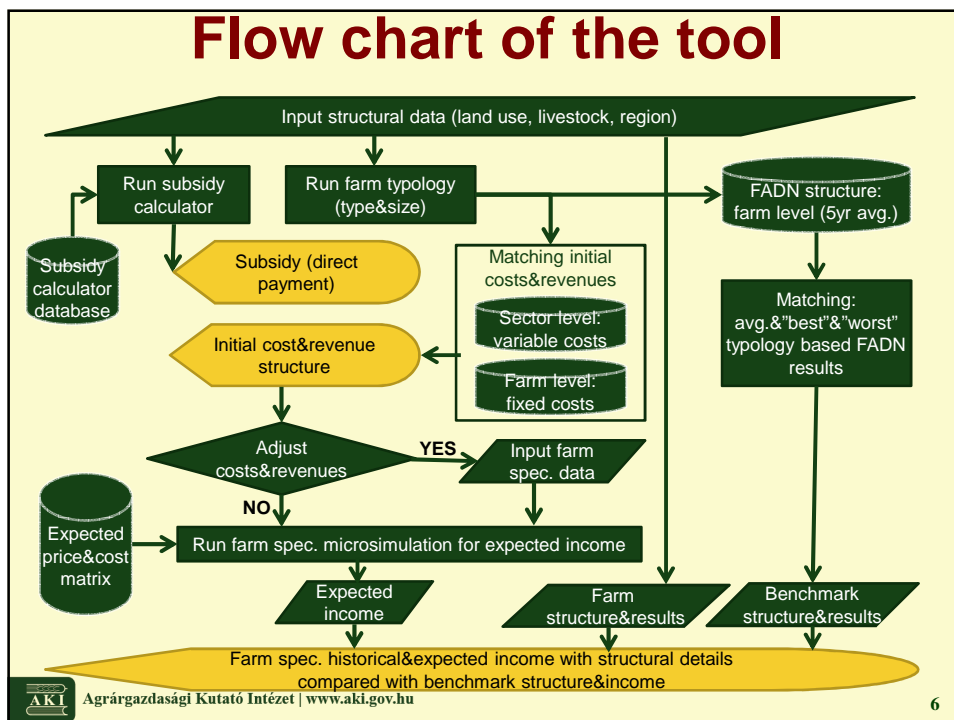 Flow chart of the tool
Input structural data (land use, livestock, region)
Run subsidy
calculator
Run farm typology
(type&size)
FADN structure:
farm level (5yr avg.)
Subsidy
calculator
database
Subsidy (direct
payment)
Matching initial
costs&revenues
Sector level:
variable costs
Farm level:
fixed costs
Matching:
avg.&"best"&"worst"
typology based FADN
results
Initial cost&revenue
structure
Adjust
costs&revenues
YES
Input farm
spec. data
NO
Expected
price&cost
matrix
Run farm spec. microsimulation for expected income
Expected
income
Farm
structure&results
Benchmark
structure&results
Farm spec. historical&expected income with structural details
compared with benchmark structure&income
AKI
Agrárgazdasági Kutató Intézet | www.aki.gov.hu
6